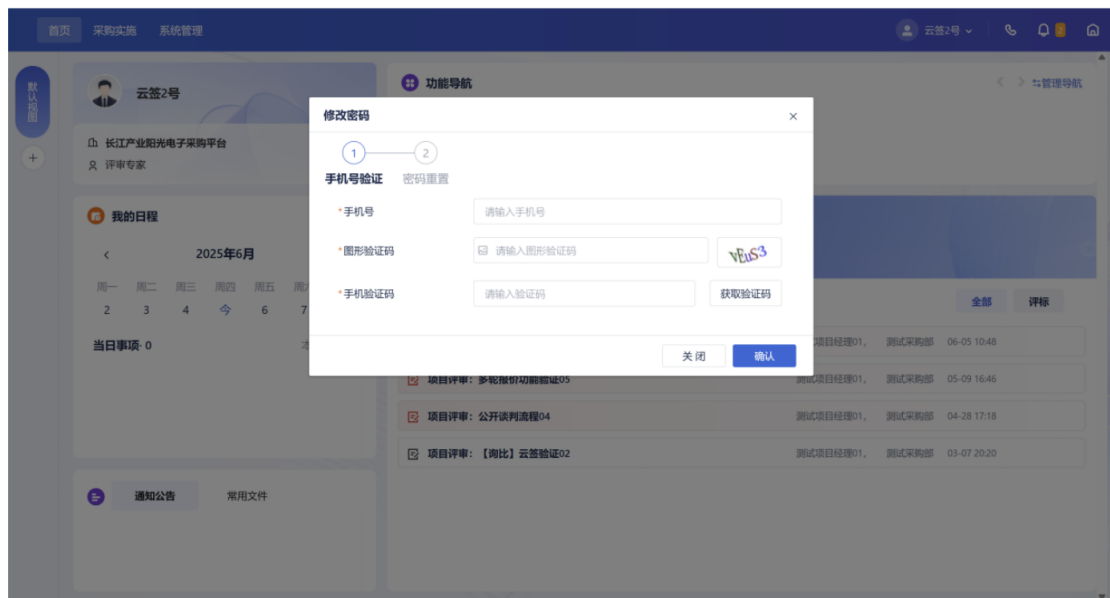 首页 采购实施 系统管理 云签2号 2
默认视图
云签2号
长江产业阳光电子采购平台
评审专家
功能导航 管理导航
修改密码
1 2
手机号验证 密码重置
*手机号 请输入手机号
*图形验证码 请输入图形验证码 VEuS3
*手机验证码 请输入验证码 获取验证码
关闭 确认
我的日程
2025年6月
周一 周二 周三 周四 周五
2 3 4 今 6 7
当日事项· 0
全部 评标
项目经理01, 测试采购部 06-05 10:48
项目评审：多轮报价功能验证05 测试项目经理01, 测试采购部 05-09 16:46
项目评审：公开谈判流程04 测试项目经理01, 测试采购部 04-28 17:18
项目评审：【询比】云签验证02 测试项目经理01, 测试采购部 03-07 20:20
通知公告 常用文件